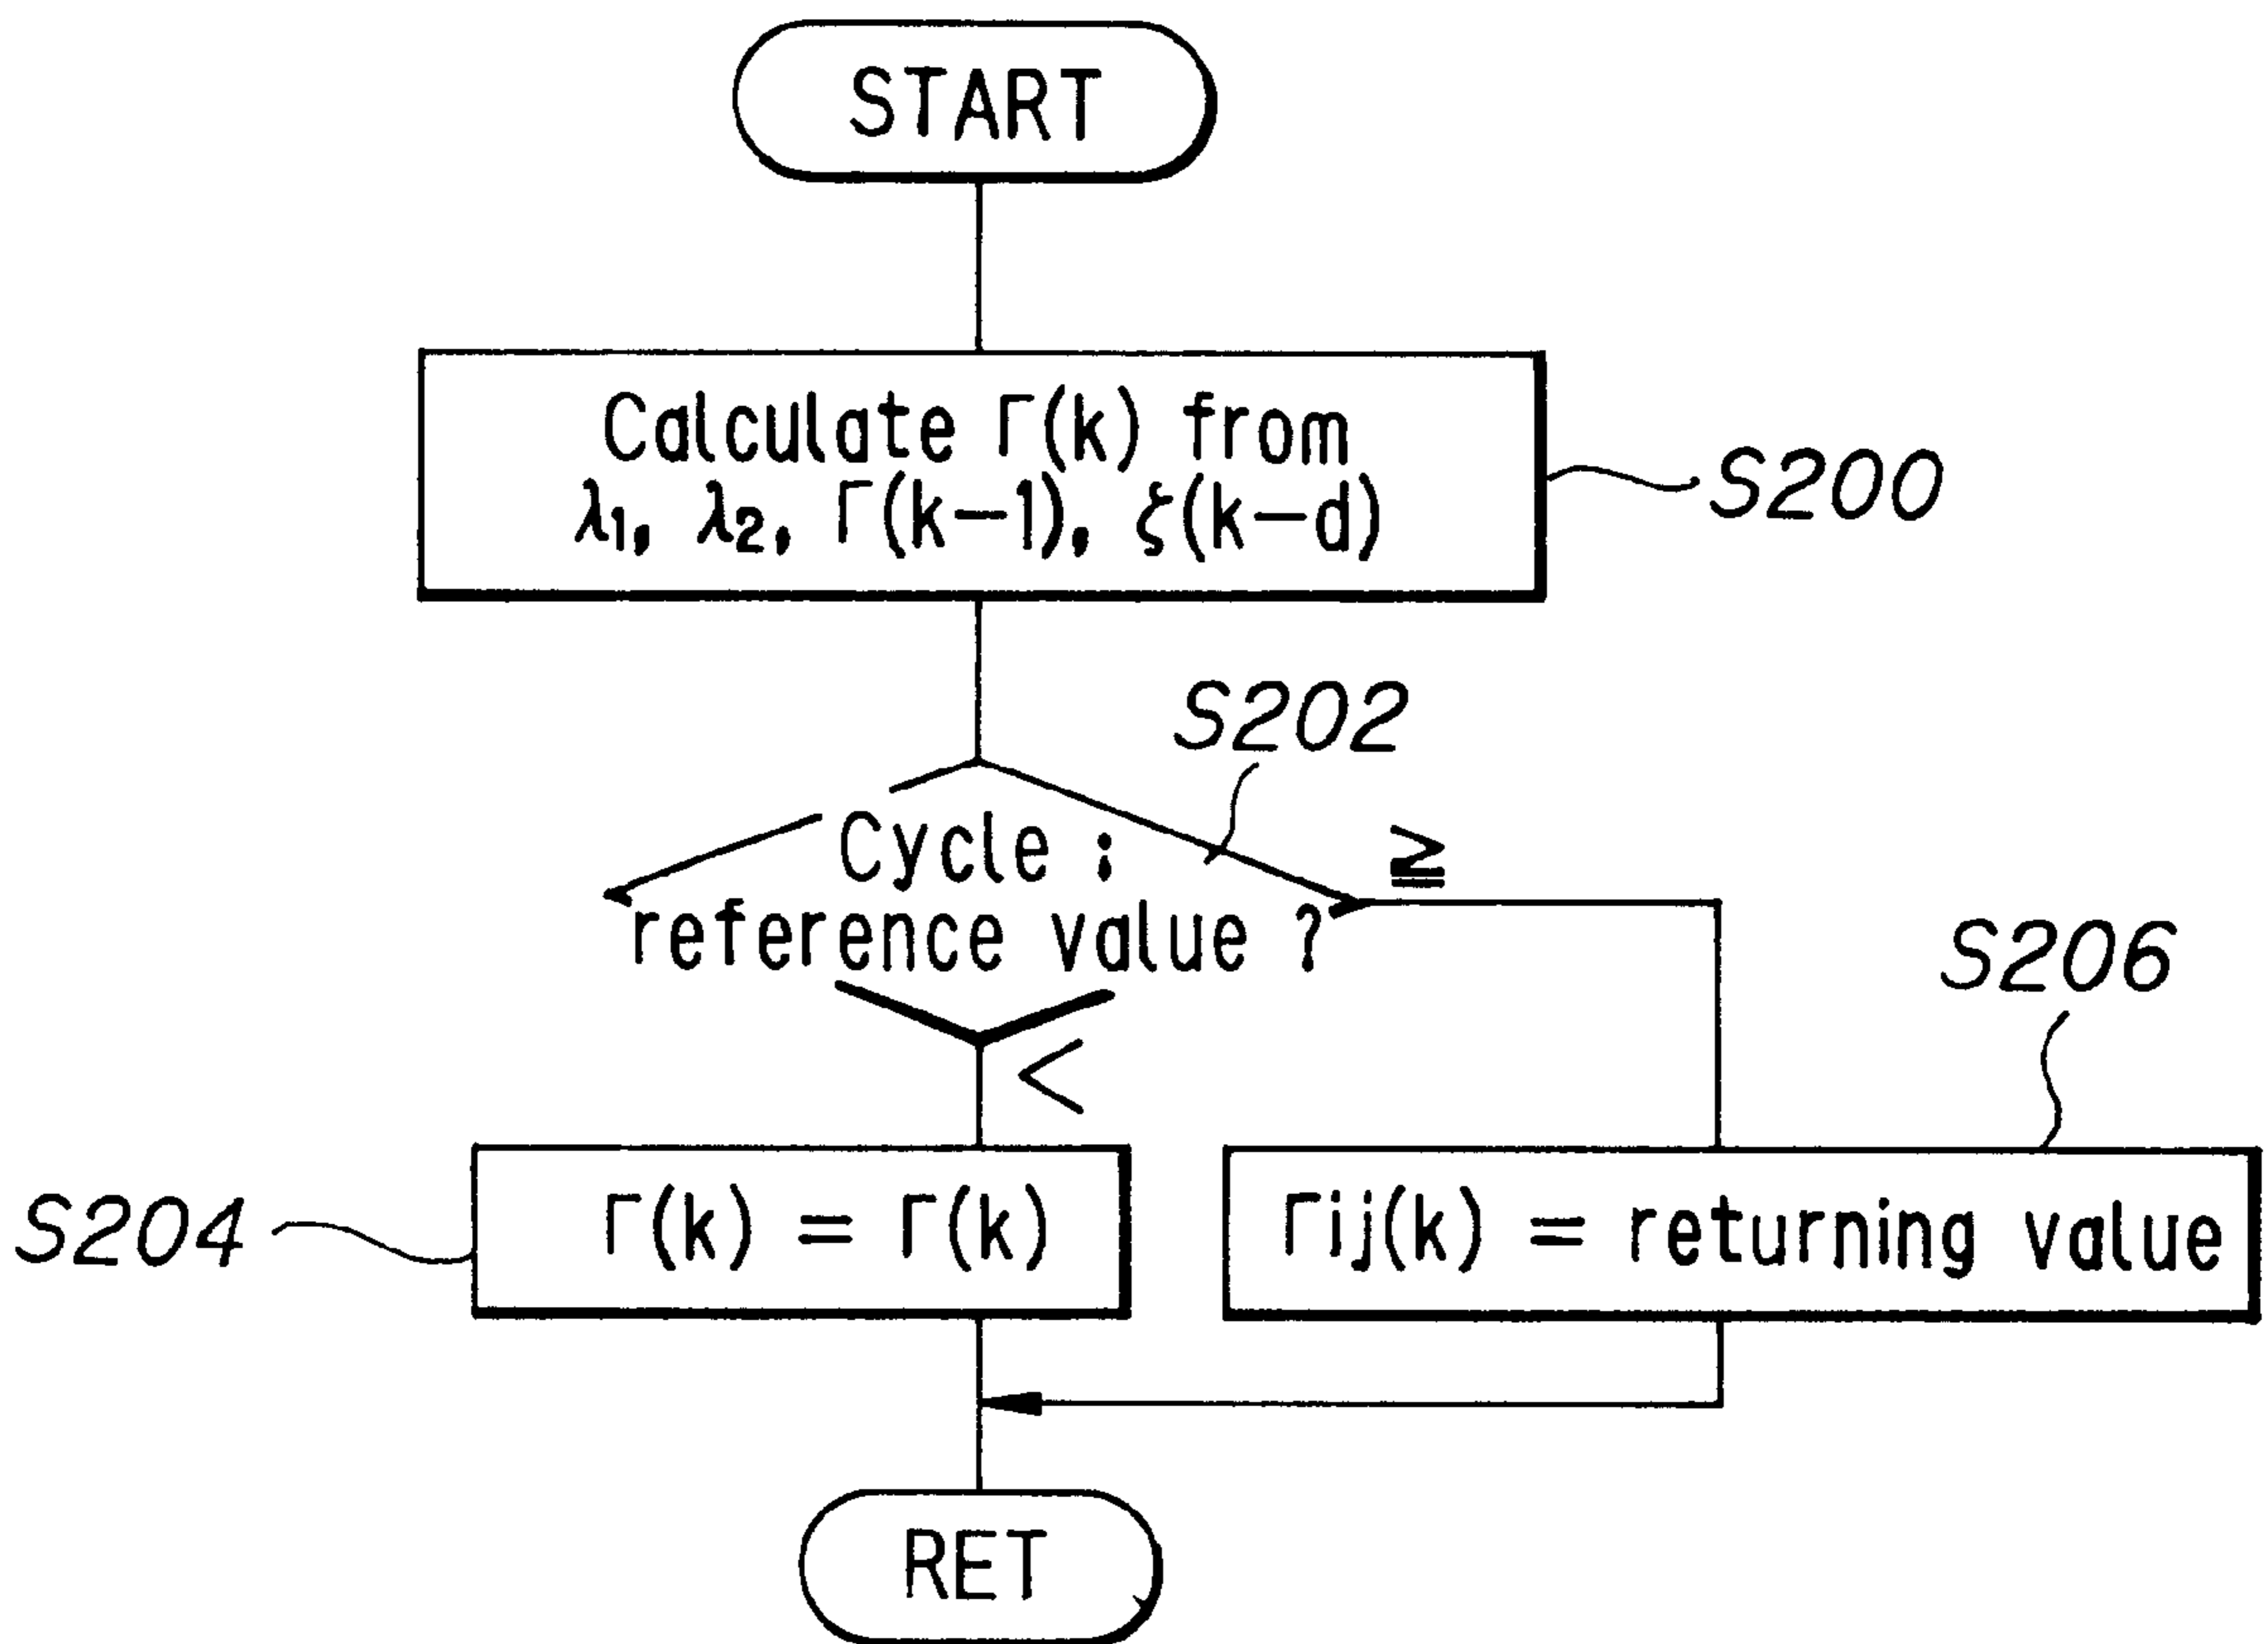 START
Calculate Γ(k) from
λ1, λ2, Γ(k−1), ζ(k−d)
S200
S202
Cycle :
reference value ?
≧
<
S206
S204
Γ(k) = Γ(k)
Γij(k) = returning value
RET